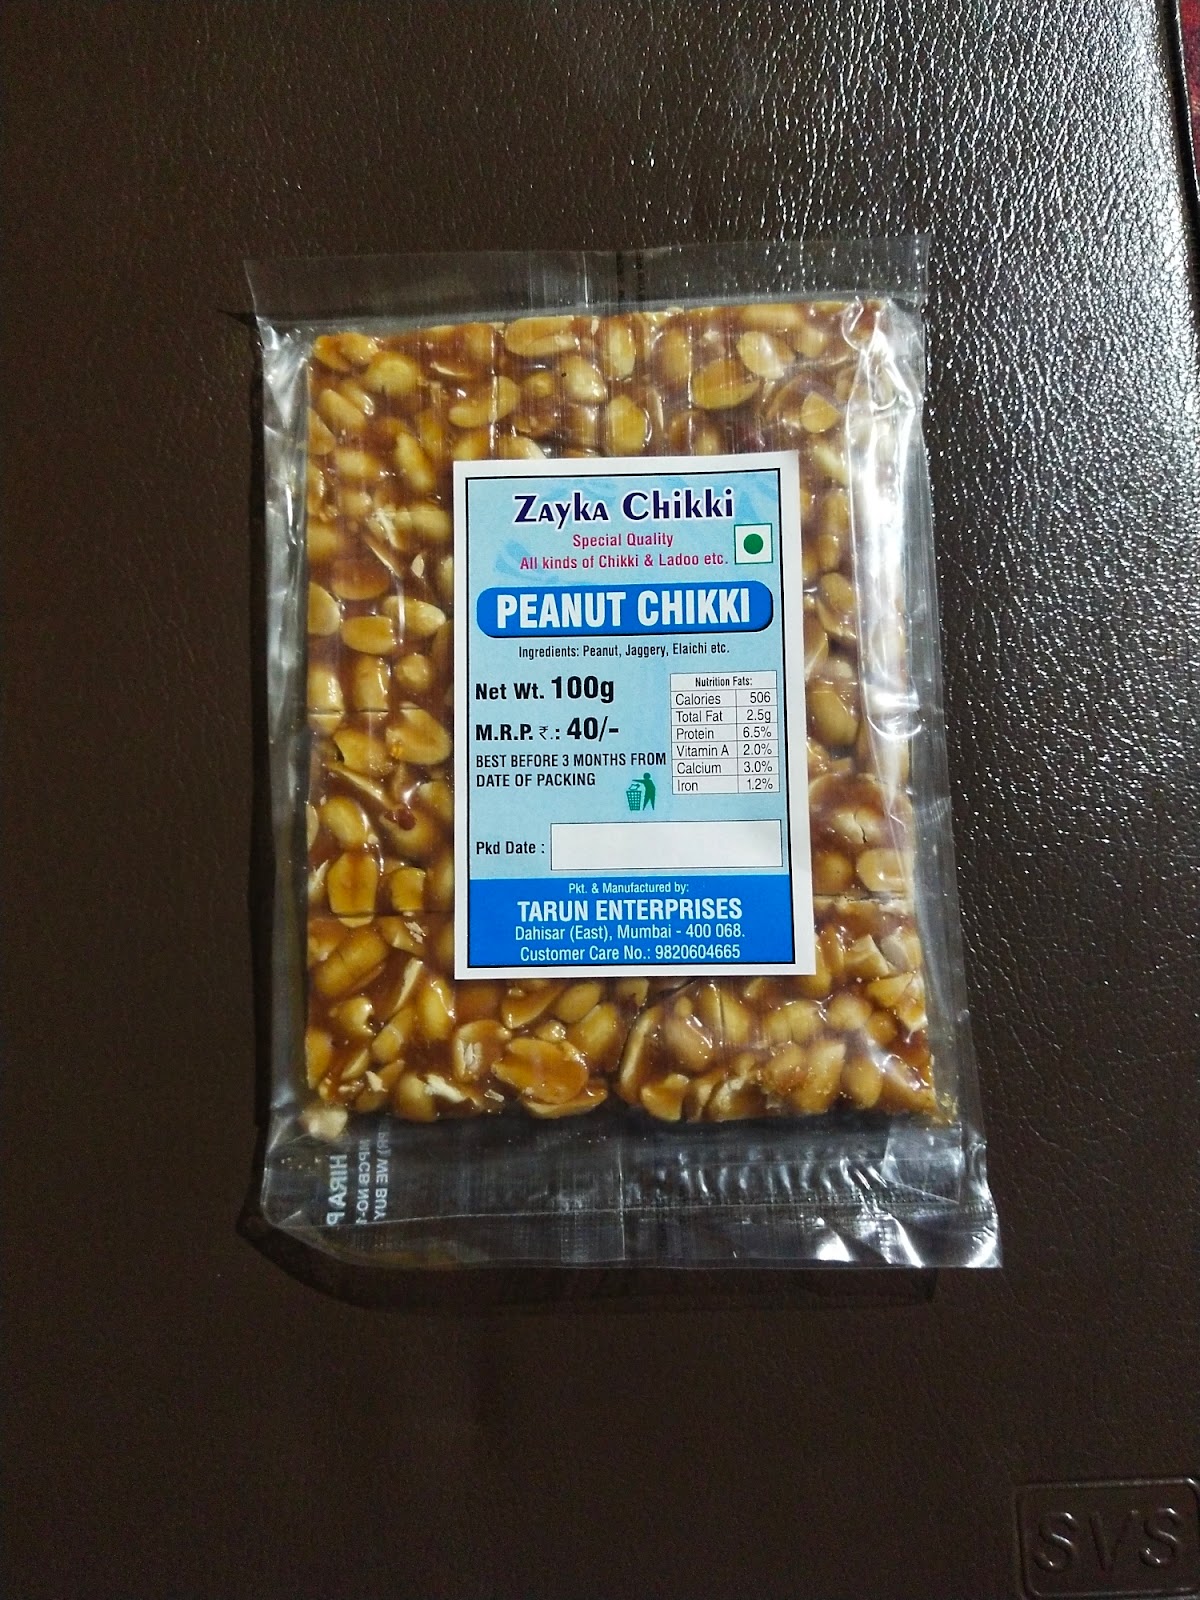 Zayka Chikki
Special Quality
All kinds of Chikki & Ladoo etc.
PEANUT CHIKKI
Ingredients: Peanut, Jaggery, Elaichi etc.
Net Wt. 100g
M.R.P. ₹.: 40/-
BEST BEFORE 3 MONTHS FROM
DATE OF PACKING
Nutrition Fats:
Calories 506
Total Fat 2.5g
Protein 6.5%
Vitamin A 2.0%
Calcium 3.0%
Iron 1.2%
Pkd Date :
Pkt. & Manufactured by:
TARUN ENTERPRISES
Dahisar (East), Mumbai - 400 068.
Customer Care No.: 9820604665
WE BUY
HIRA P
SVS